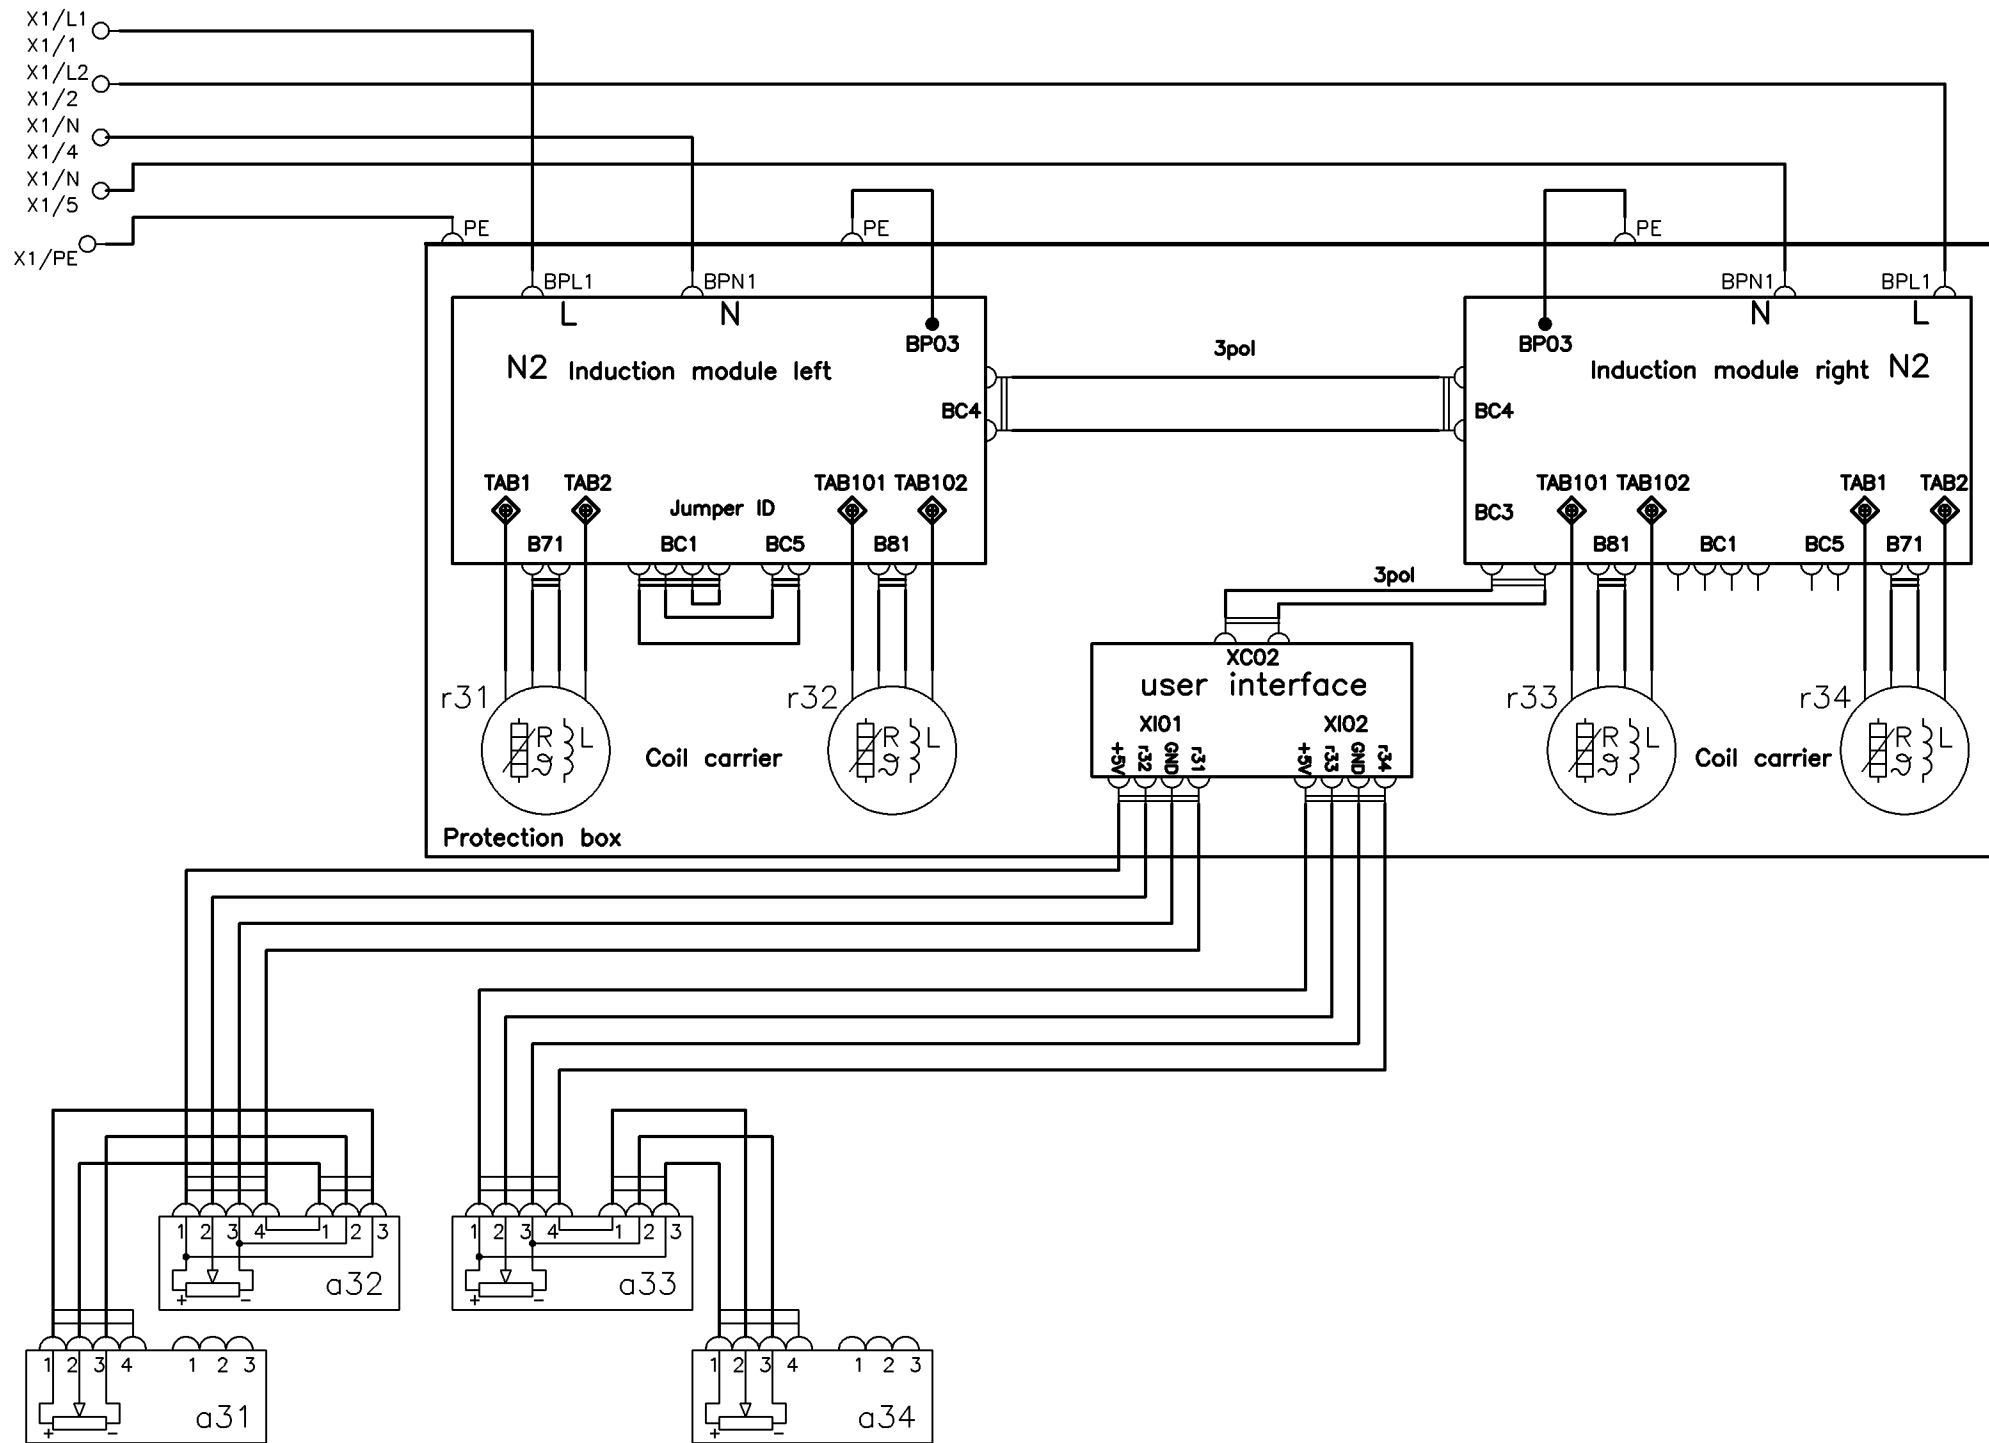 X1/L1
X1/1
X1/L2
X1/2
X1/N
X1/4
X1/N
X1/5
X1/PE
PE
PE
PE
BPL1
BPN1
BPN1
BPL1
L
N
N
L
BP03
BP03
N2 Induction module left
3pol
Induction module right N2
BC4
BC4
TAB1
TAB2
TAB101
TAB102
TAB101
TAB102
TAB1
TAB2
Jumper ID
BC3
B71
BC1
BC5
B81
B81
BC1
BC5
B71
3pol
XC02
user interface
r31
r32
r33
r34
XI01
XI02
+5V
r32
GND
r31
+5V
r33
GND
r34
R
L
R
L
R
L
R
L
ϑ
ϑ
ϑ
ϑ
Coil carrier
Coil carrier
Protection box
1 2 3 4 1 2 3
+ -
a32
1 2 3 4 1 2 3
+ -
a33
1 2 3 4 1 2 3
+ -
a31
1 2 3 4 1 2 3
+ -
a34